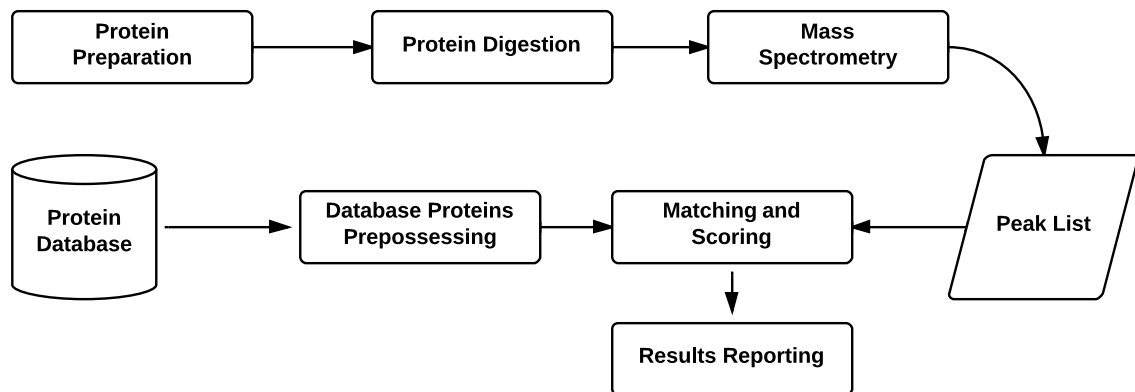 Protein
Preparation
Protein Digestion
Mass
Spectrometry
Protein
Database
Database Proteins
Prepossessing
Matching and
Scoring
Peak List
Results Reporting